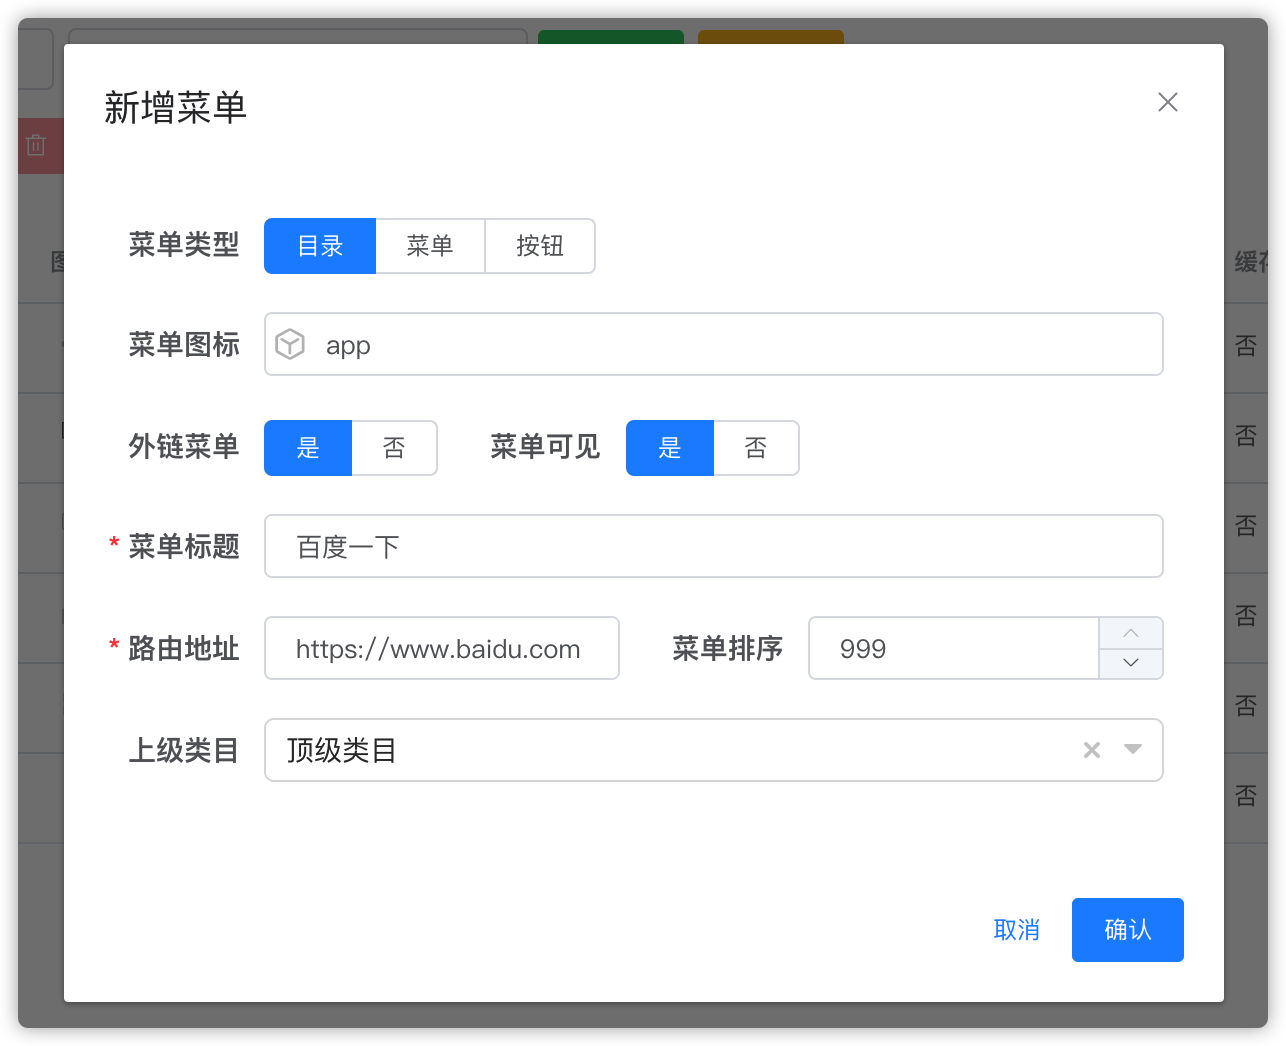 新增菜单
菜单类型 目录 菜单 按钮
菜单图标 app
外链菜单 是 否 菜单可见 是 否
* 菜单标题 百度一下
* 路由地址 https://www.baidu.com 菜单排序 999
上级类目 顶级类目
取消 确认
否
否
否
否
否
否